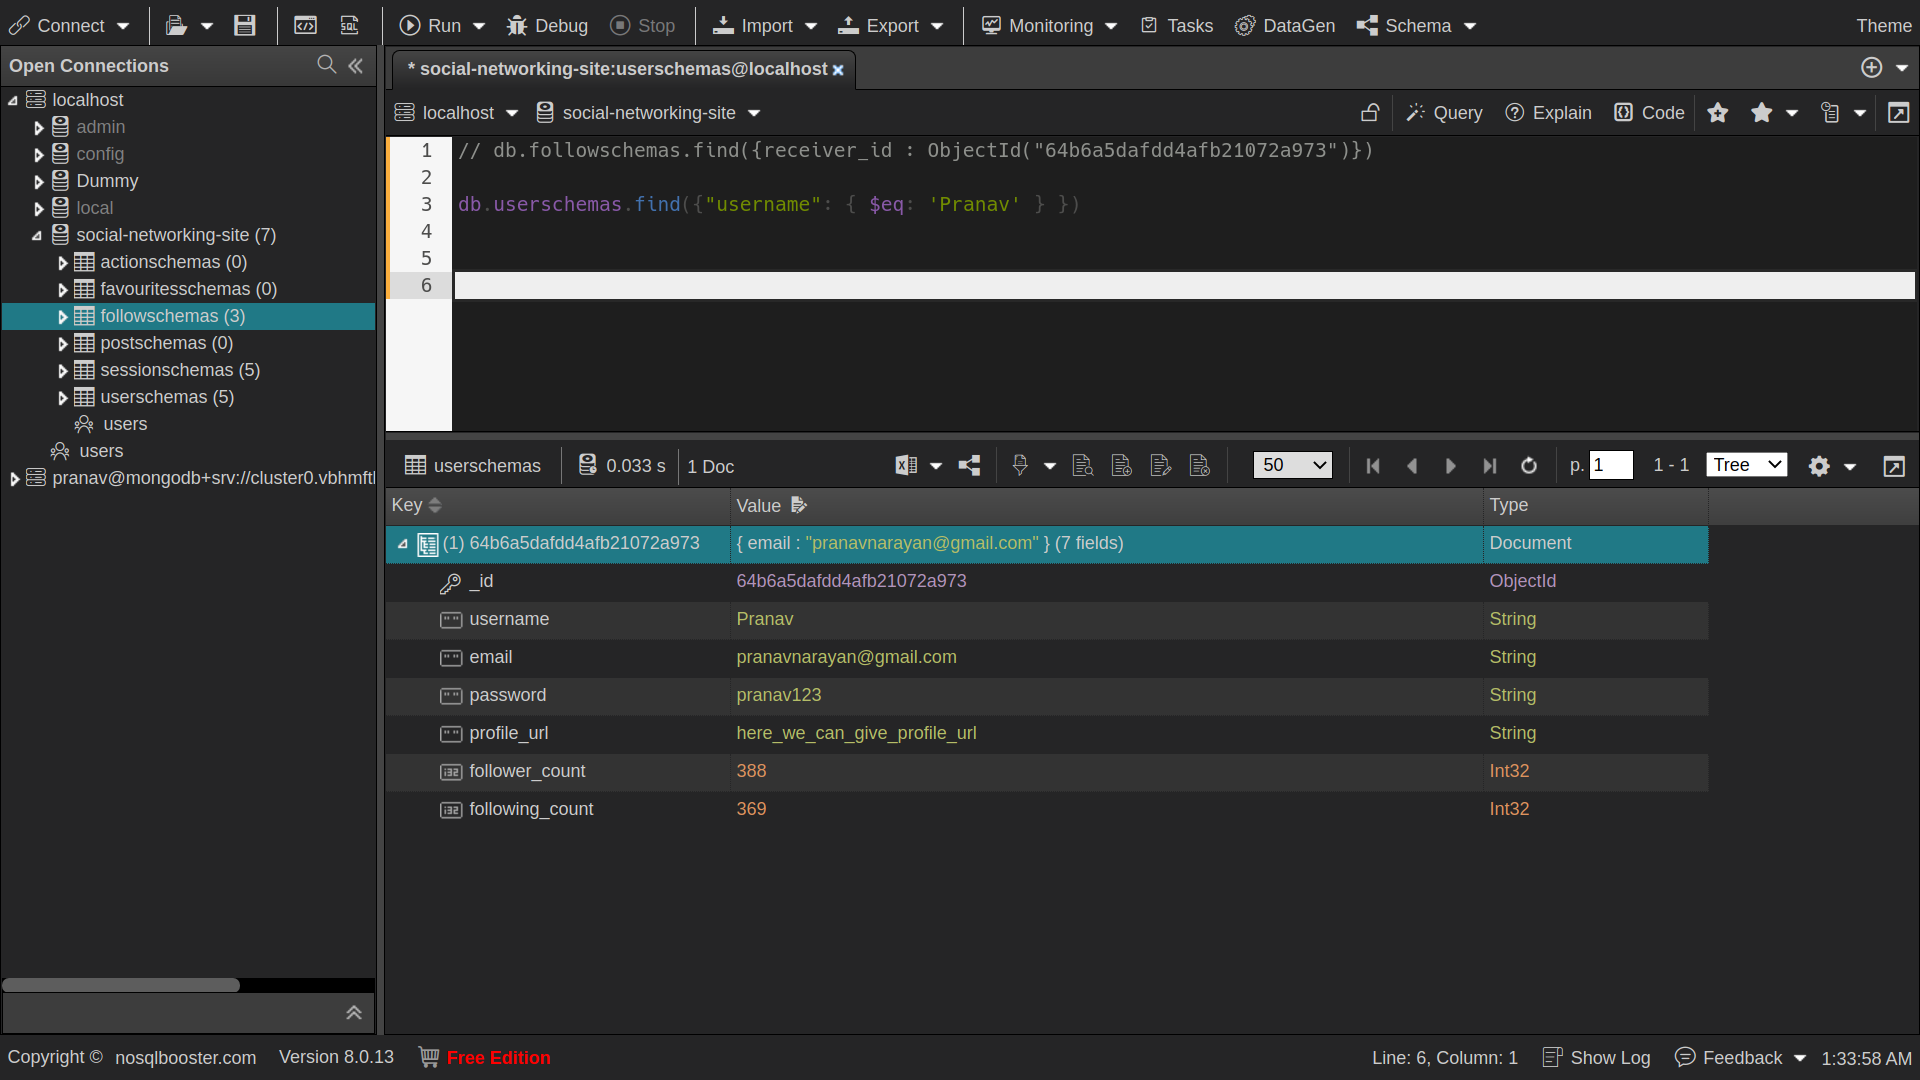 Connect
Run Debug Stop Import Export Monitoring Tasks DataGen Schema Theme
Open Connections
localhost
admin
config
Dummy
local
social-networking-site (7)
actionschemas (0)
favouritesschemas (0)
followschemas (3)
postschemas (0)
sessionschemas (5)
userschemas (5)
users
users
pranav@mongodb+srv://cluster0.vbhmftl
* social-networking-site:userschemas@localhost
localhost social-networking-site Query Explain Code
1 // db.followschemas.find({receiver_id : ObjectId("64b6a5dafdd4afb21072a973")})
2
3 db.userschemas.find({"username": { $eq: 'Pranav' } })
4
5
6
userschemas 0.033 s 1 Doc 50 p. 1 1 - 1 Tree
Key Value Type
(1) 64b6a5dafdd4afb21072a973 { email : "pranavnarayan@gmail.com" } (7 fields) Document
_id 64b6a5dafdd4afb21072a973 ObjectId
username Pranav String
email pranavnarayan@gmail.com String
password pranav123 String
profile_url here_we_can_give_profile_url String
follower_count 388 Int32
following_count 369 Int32
Copyright © nosqlbooster.com Version 8.0.13 Free Edition Line: 6, Column: 1 Show Log Feedback 1:33:58 AM